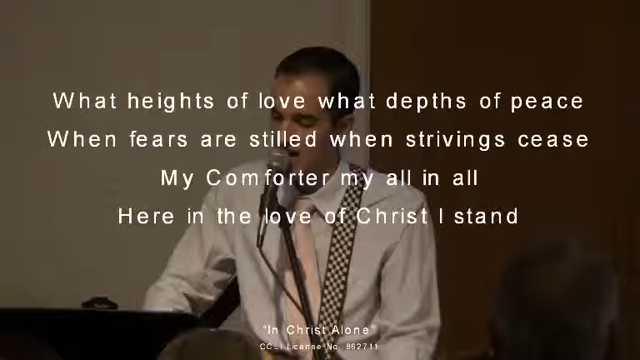 What heights of love what depths of peace
When fears are stilled when strivings cease
My Comforter my all in all
Here in the love of Christ I stand
"In Christ Alone"
CCLI License No. 862711